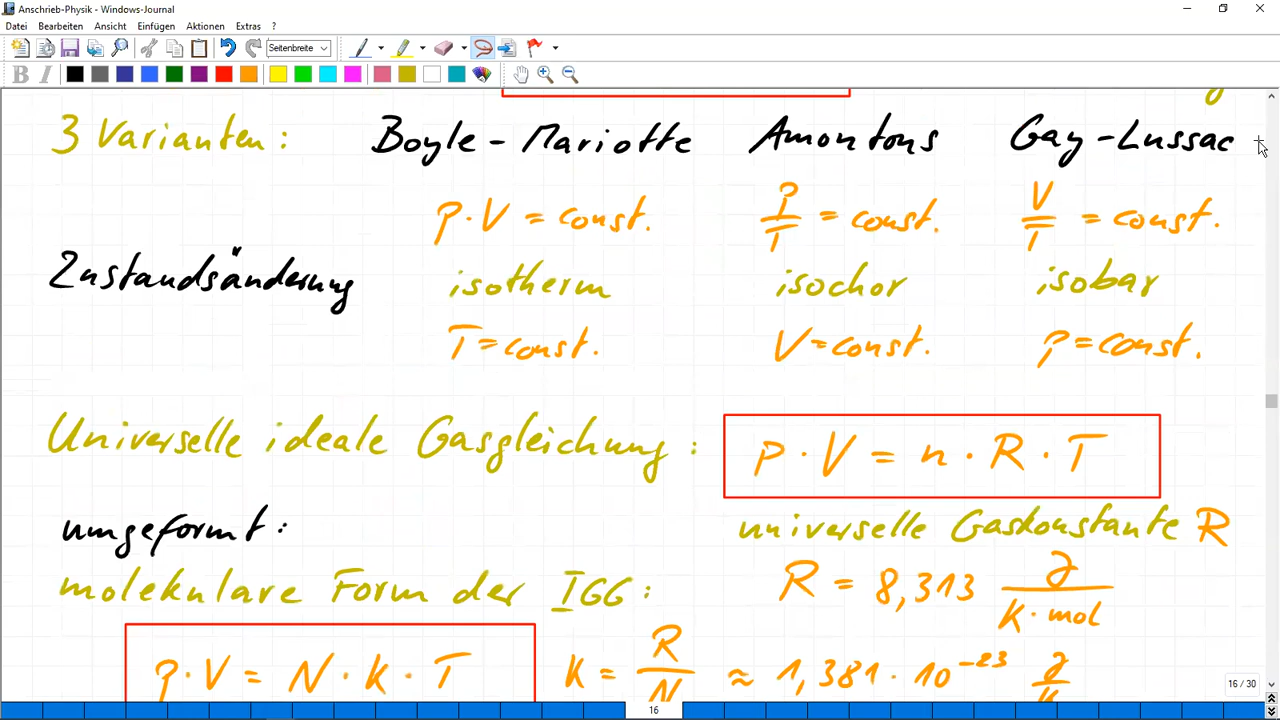 Anschrieb-Physik - Windows-Journal
Datei Bearbeiten Ansicht Einfügen Aktionen Extras ?
Seitenbreite
B I
3 Varianten: Boyle-Mariotte Amontons Gay-Lussac
p·V = const. p/T = const. V/T = const.
Zustandsänderung isotherm isochor isobar
T=const. V=const. p=const.
Universelle ideale Gasgleichung: p · V = n · R · T
umgeformt: universelle Gaskonstante R
molekulare Form der IGG: R = 8,313 J/(K·mol)
p·V = N·k·T k = R/N ≈ 1,381·10^-23 J/K
16/30
16